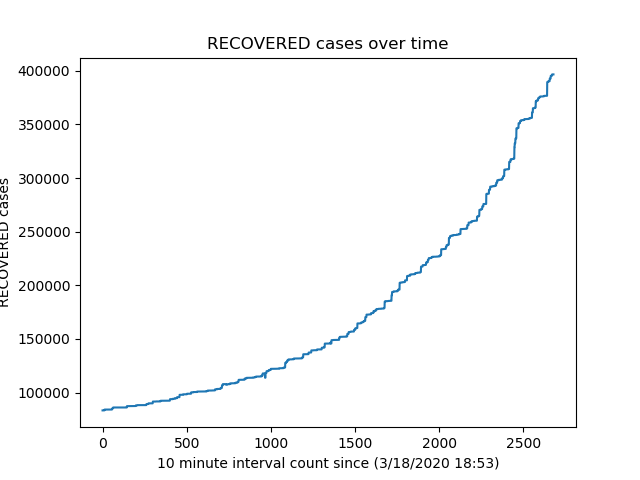 RECOVERED cases over time
400000
350000
300000
250000
200000
150000
100000
RECOVERED cases
0 500 1000 1500 2000 2500
10 minute interval count since (3/18/2020 18:53)